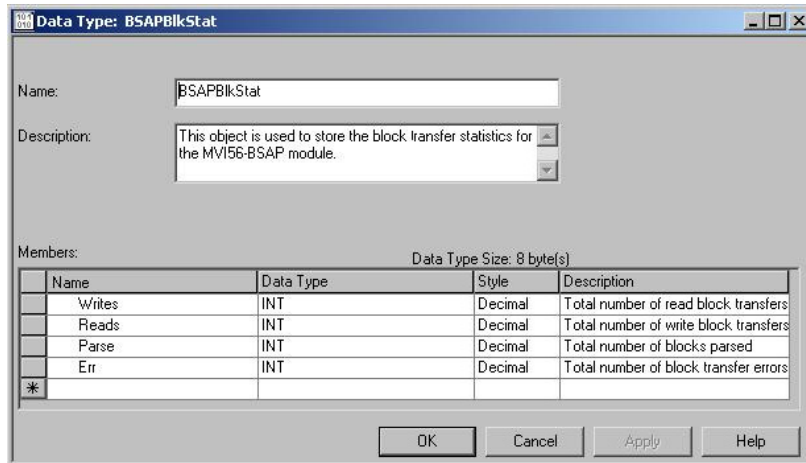 Data Type: BSAPBlkStat
Name:
BSAPBlkStat
Description:
This object is used to store the block transfer statistics for
the MVI56-BSAP module.
Members:
Data Type Size: 8 byte(s)
Name Data Type Style Description
Writes INT Decimal Total number of read block transfers
Reads INT Decimal Total number of write block transfers
Parse INT Decimal Total number of blocks parsed
Err INT Decimal Total number of block transfer errors
OK Cancel Apply Help